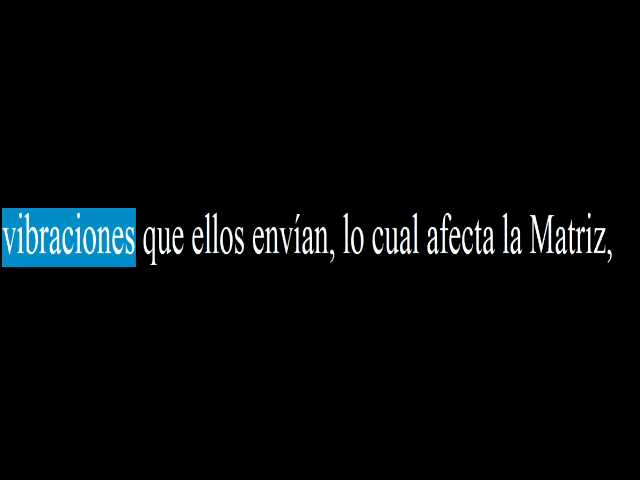 vibraciones que ellos envían, lo cual afecta la Matriz,